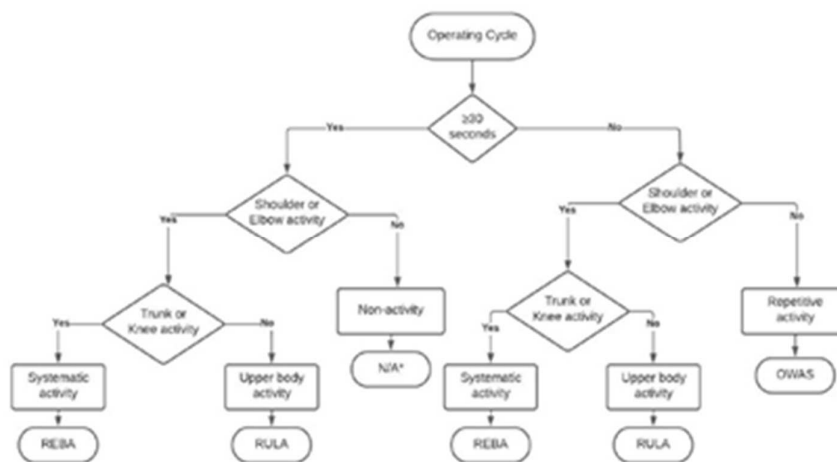 Operating Cycle
≥30
seconds
Yes
No
Shoulder or
Elbow activity
Shoulder or
Elbow activity
Yes
No
Yes
No
Trunk or
Knee activity
Non-activity
Trunk or
Knee activity
Repetitive
activity
Yes
No
Yes
No
Systematic
activity
Upper body
activity
N/A*
Systematic
activity
Upper body
activity
OWAS
REBA
RULA
REBA
RULA